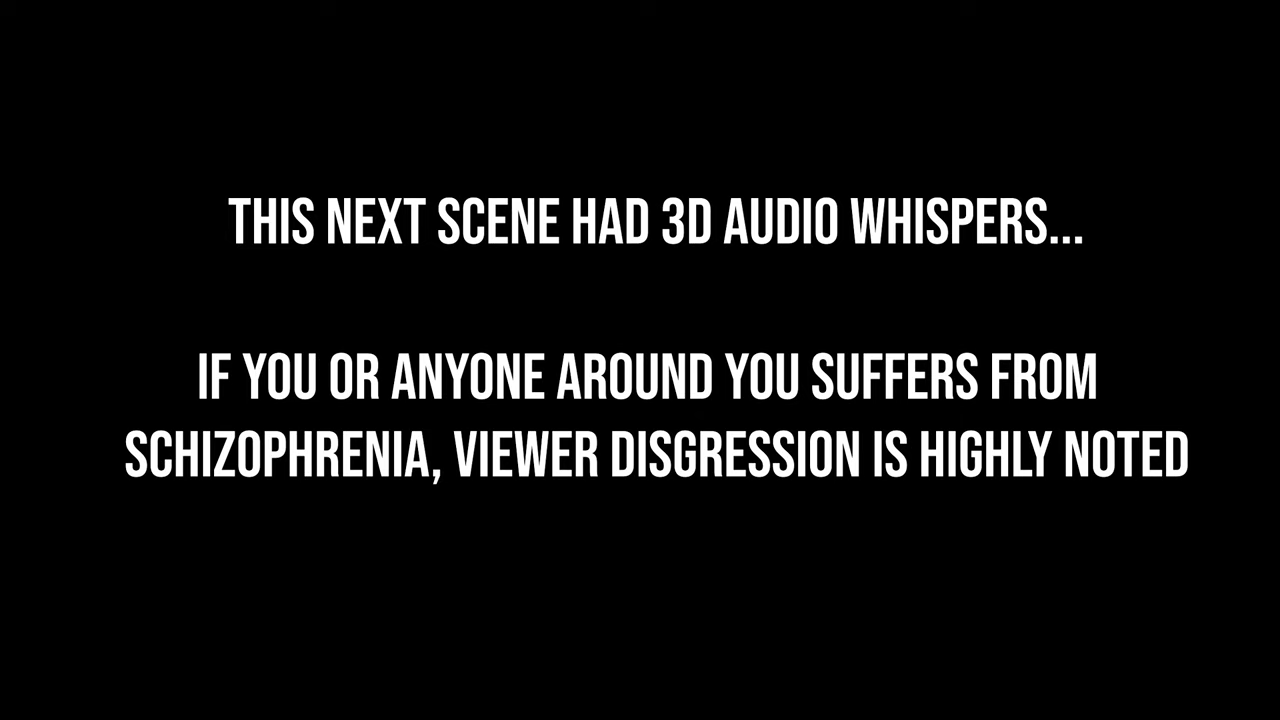 THIS NEXT SCENE HAD 3D AUDIO WHISPERS...
IF YOU OR ANYONE AROUND YOU SUFFERS FROM
SCHIZOPHRENIA, VIEWER DISGRESSION IS HIGHLY NOTED